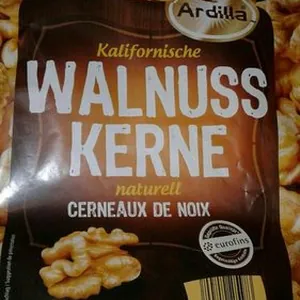 Ardilla
Kalifornische
WALNUSS
KERNE
naturell
CERNEAUX DE NOIX
eurofins